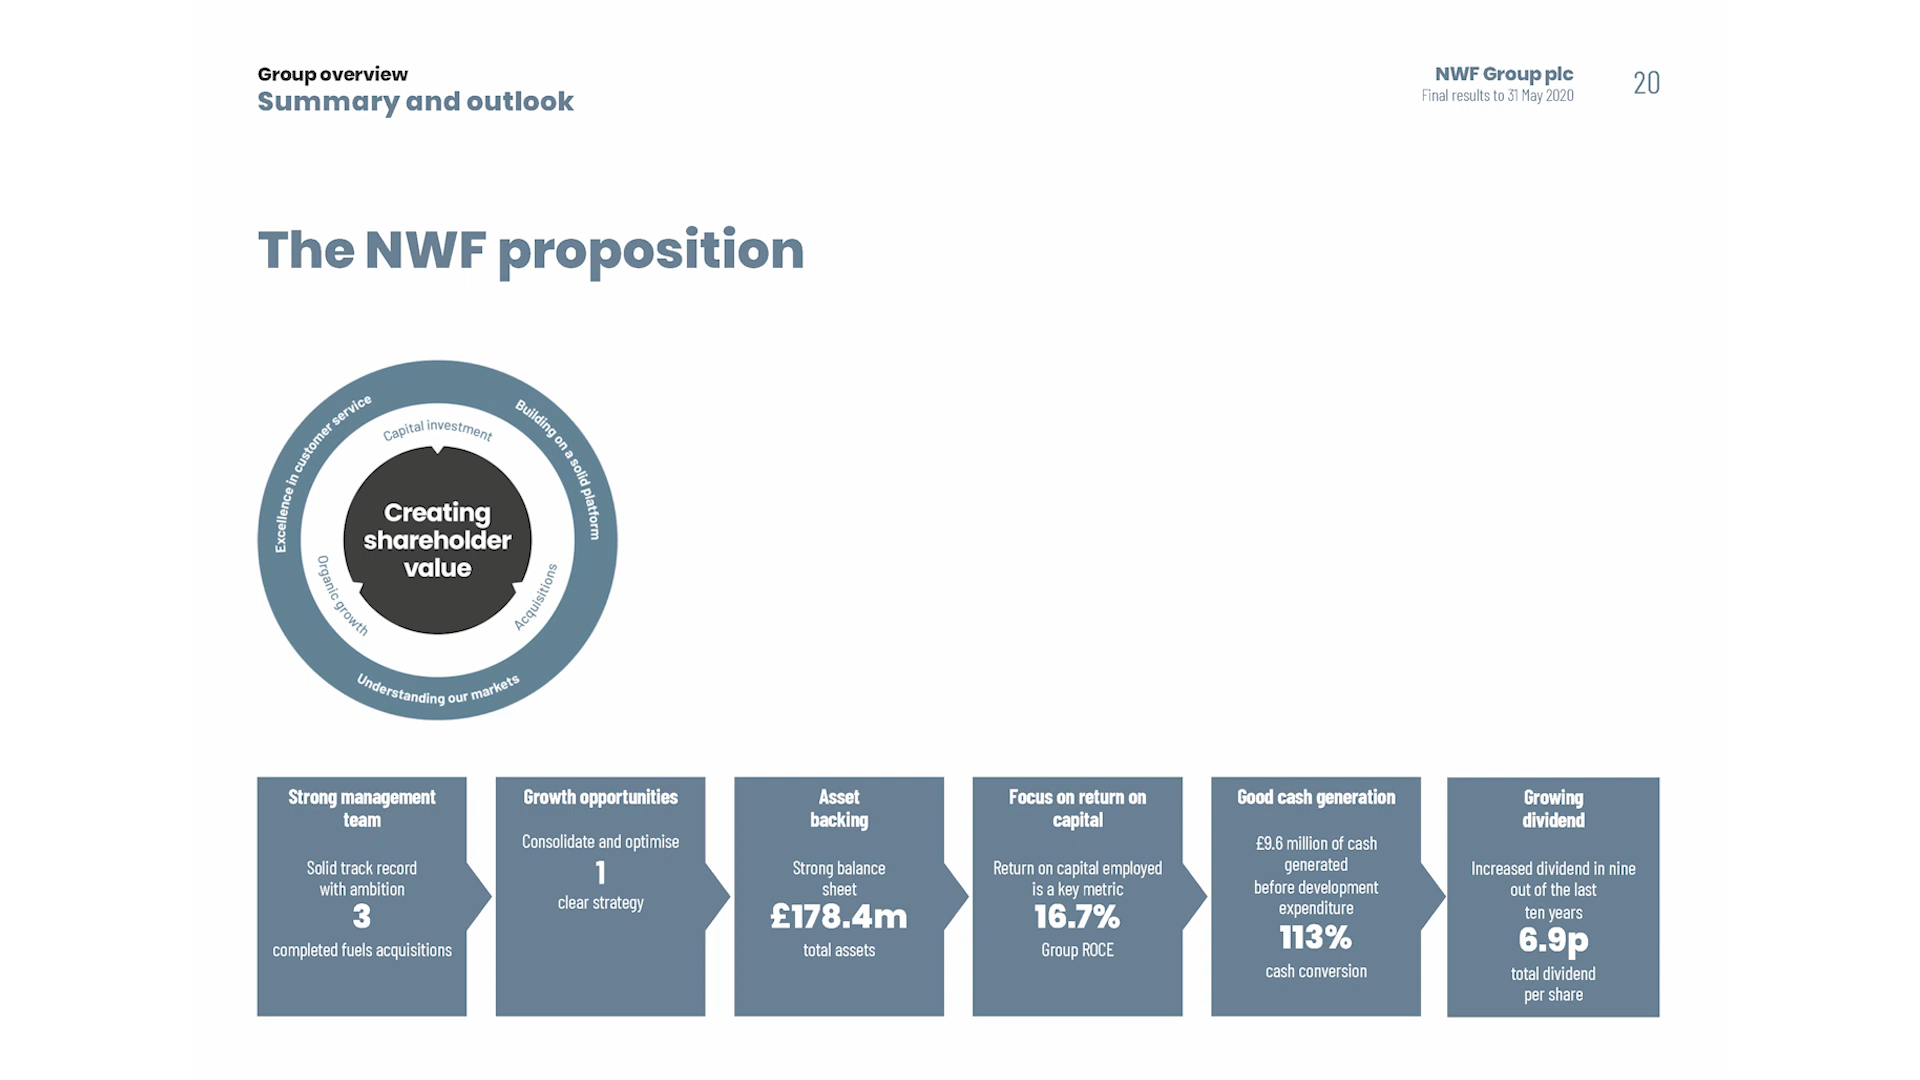 Group overview
Summary and outlook
NWF Group plc
Final results to 31 May 2020
20
The NWF proposition
Excellence in customer service
Building on a solid platform
Understanding our markets
Capital investment
Organic growth
Acquisitions
Creating
shareholder
value
Strong management
team
Solid track record
with ambition
3
completed fuels acquisitions
Growth opportunities
Consolidate and optimise
1
clear strategy
Asset
backing
Strong balance
sheet
£178.4m
total assets
Focus on return on
capital
Return on capital employed
is a key metric
16.7%
Group ROCE
Good cash generation
£9.6 million of cash
generated
before development
expenditure
113%
cash conversion
Growing
dividend
Increased dividend in nine
out of the last
ten years
6.9p
total dividend
per share